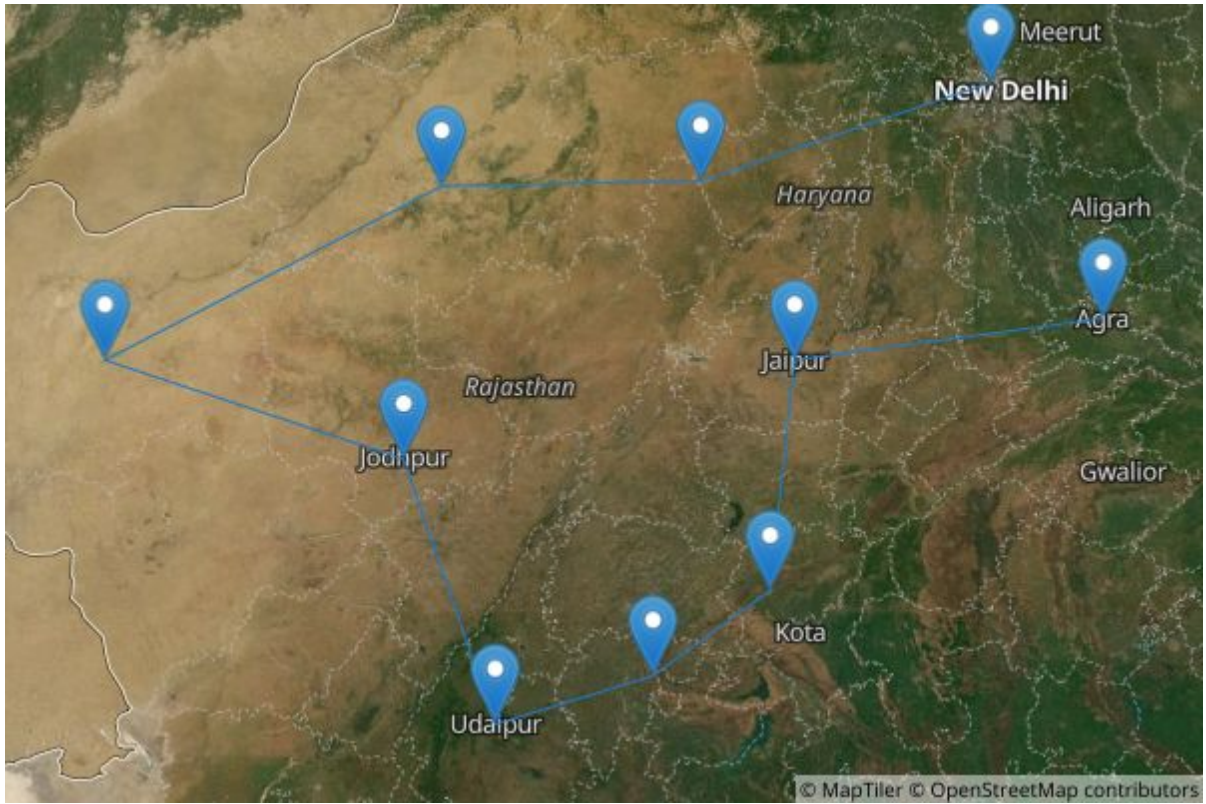 Meerut
New Delhi
Haryana
Aligarh
Agra
Jaipur
Rajasthan
Jodhpur
Gwalior
Kota
Udaipur
© MapTiler © OpenStreetMap contributors